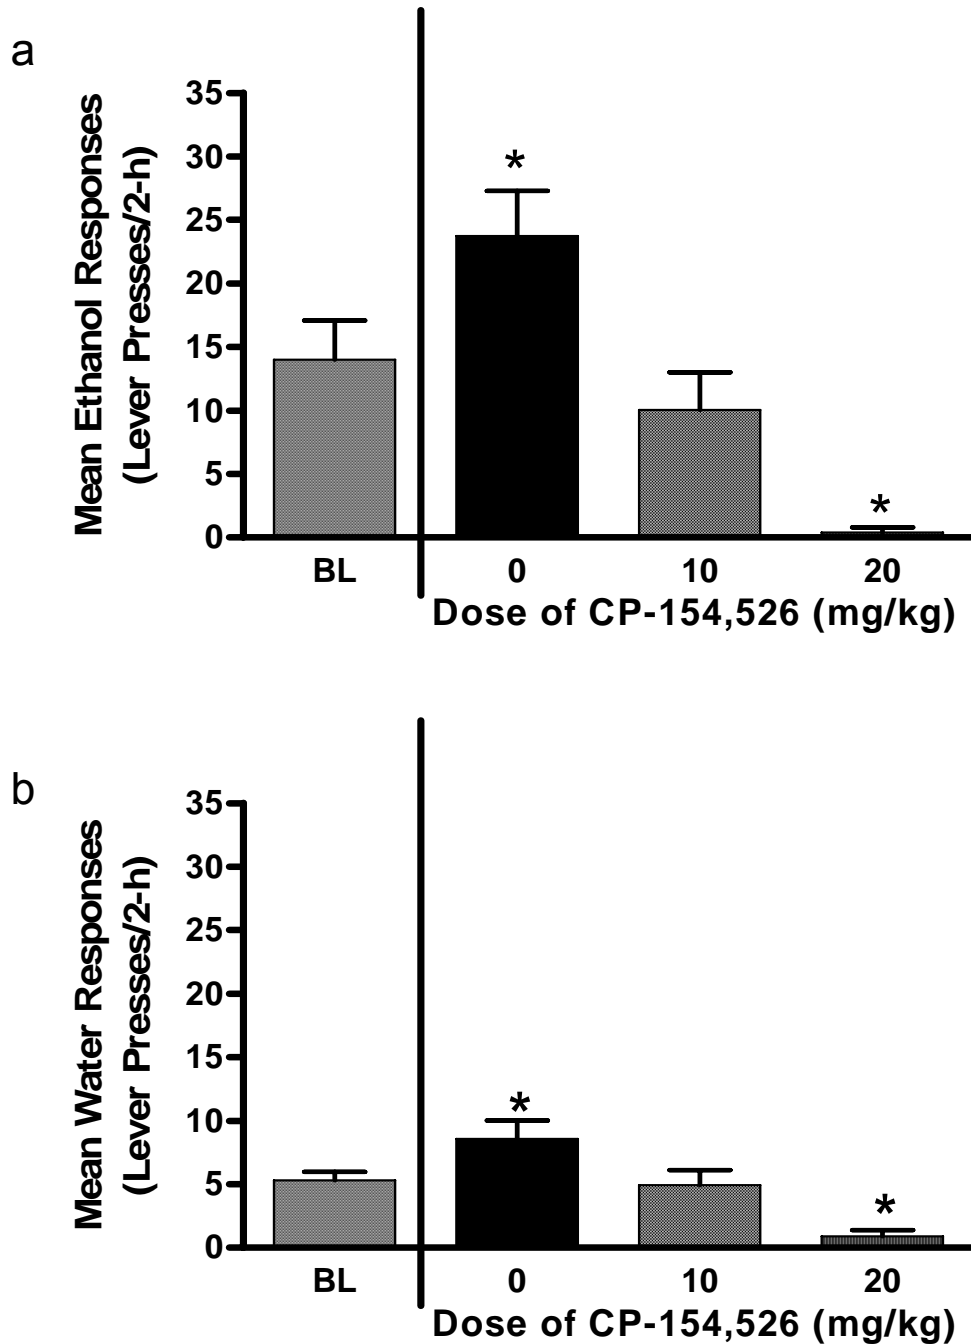 a
Mean Ethanol Responses
(Lever Presses/2-h)
35
30
25
20
15
10
5
0
*
*
BL 0 10 20
Dose of CP-154,526 (mg/kg)
b
Mean Water Responses
(Lever Presses/2-h)
35
30
25
20
15
10
5
0
*
*
BL 0 10 20
Dose of CP-154,526 (mg/kg)